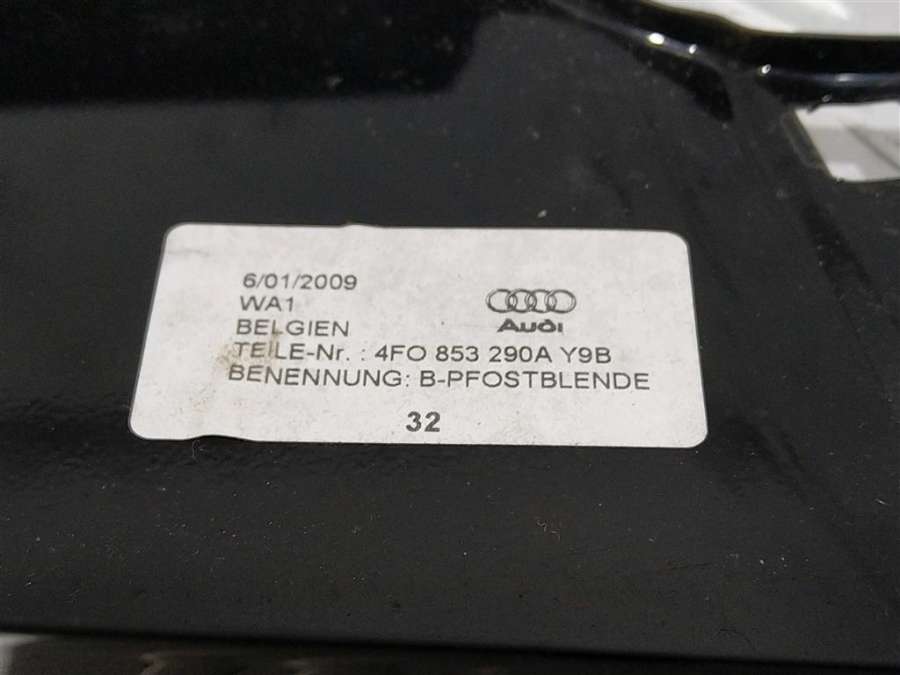 6/01/2009
WA1
BELGIEN
Audi
TEILE-Nr. : 4FO 853 290A Y9B
BENENNUNG: B-PFOSTBLENDE
32